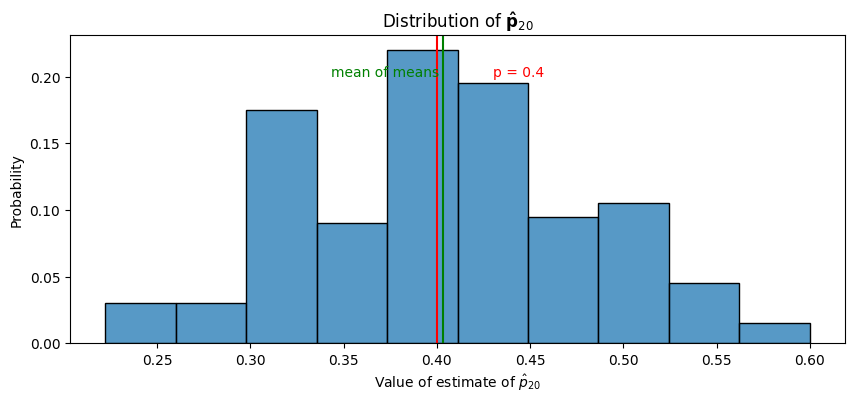 Distribution of p̂₂₀
mean of means
p = 0.4
Probability
0.20
0.15
0.10
0.05
0.00
0.25
0.30
0.35
0.40
0.45
0.50
0.55
0.60
Value of estimate of p̂₂₀